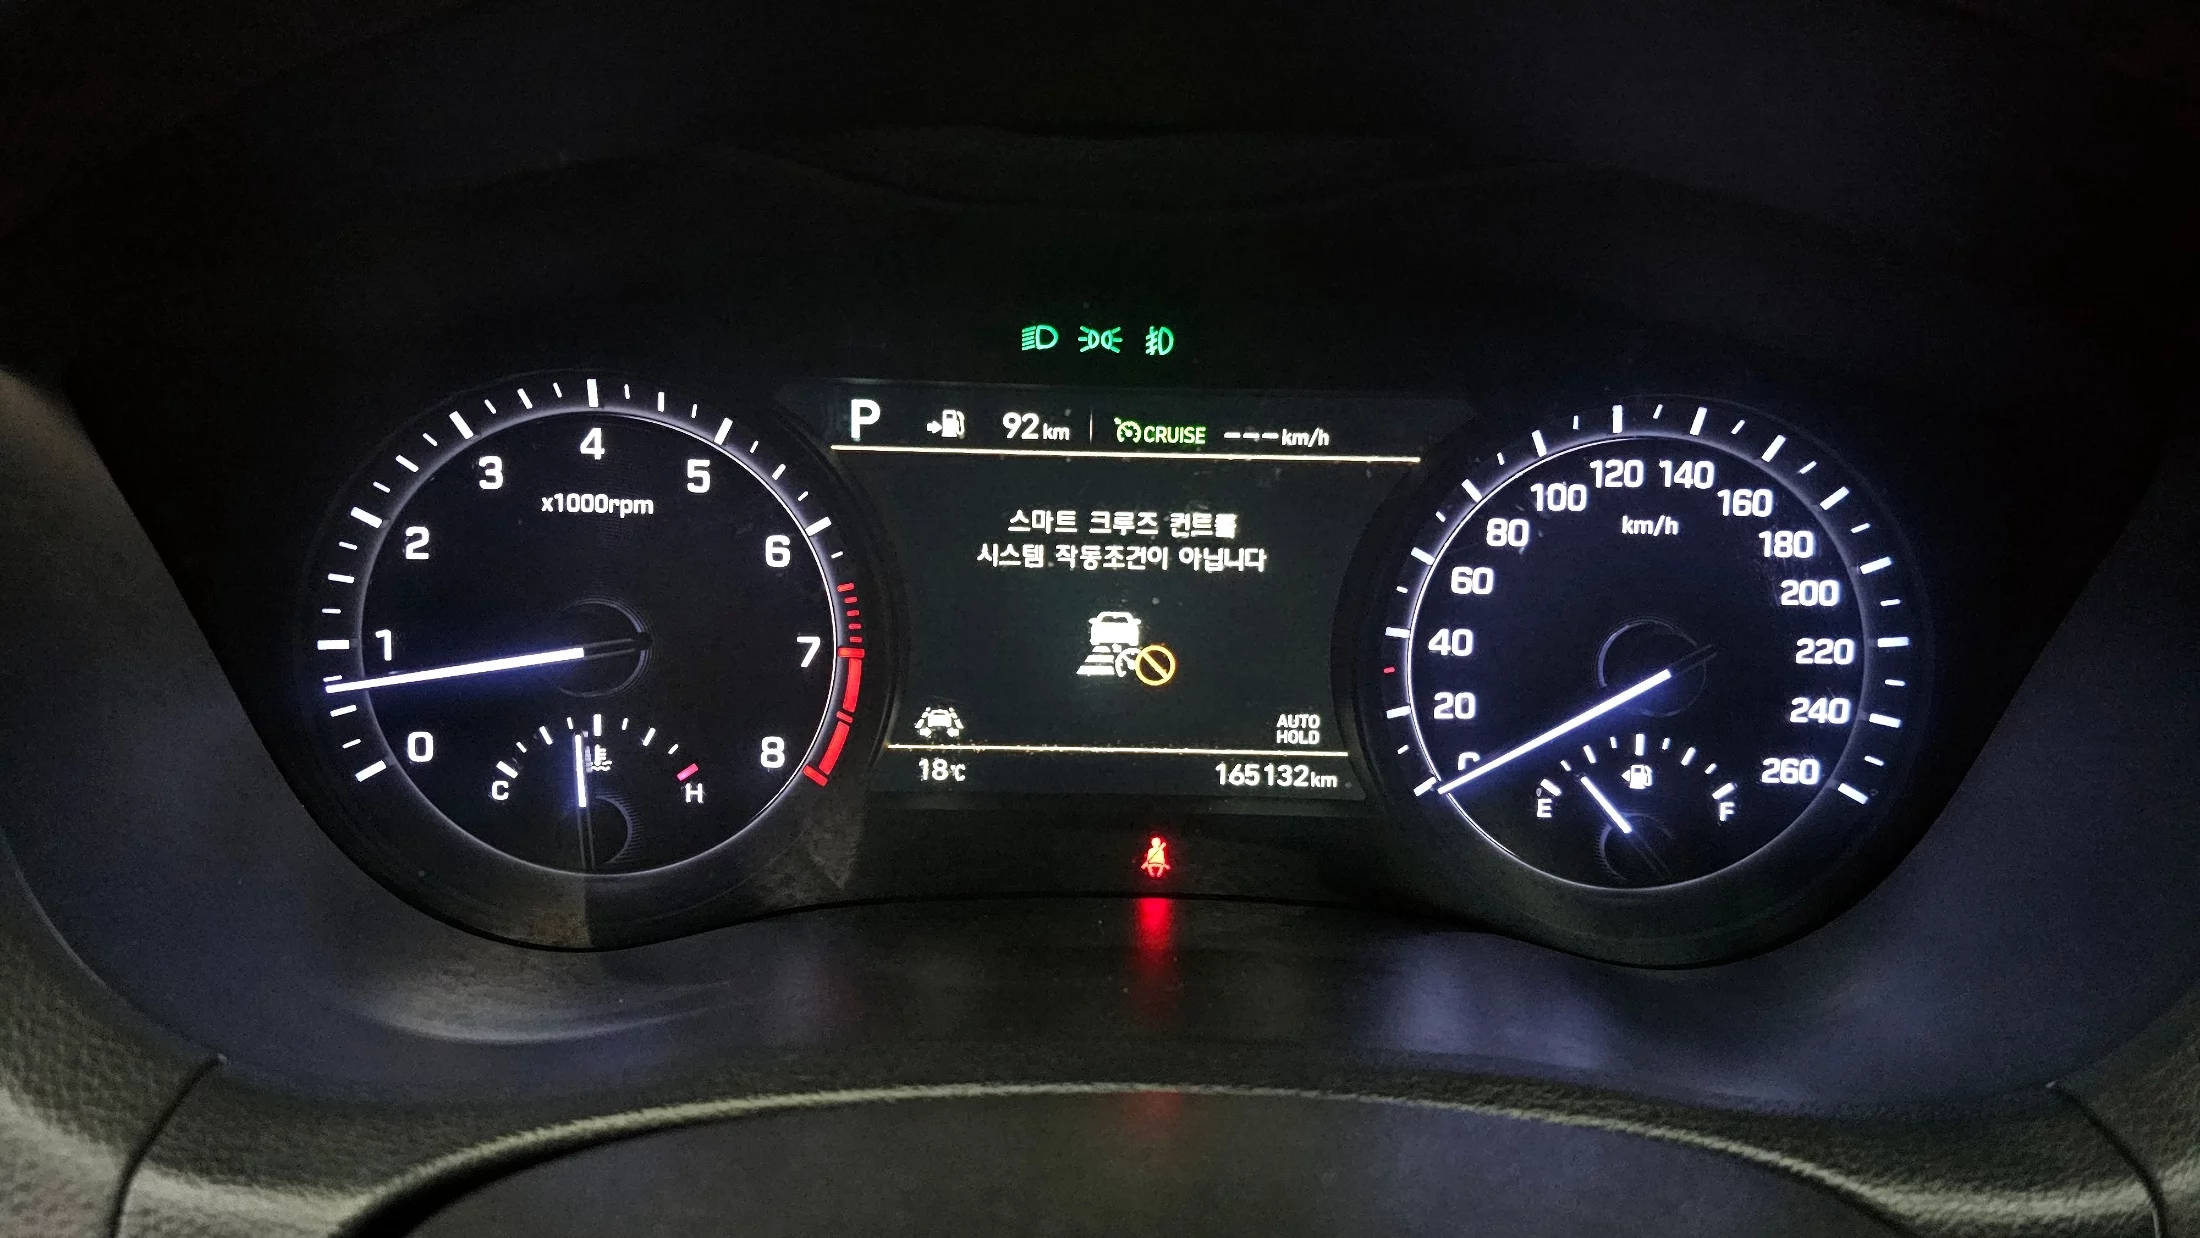 P 92km CRUISE ---km/h
스마트 크루즈 컨트롤
시스템 작동조건이 아닙니다
AUTO
HOLD
18℃ 165132km
0 1 2 3 4 5 6 7 8
x1000rpm
C H
0 20 40 60 80 100 120 140 160 180 200 220 240 260
km/h
E F